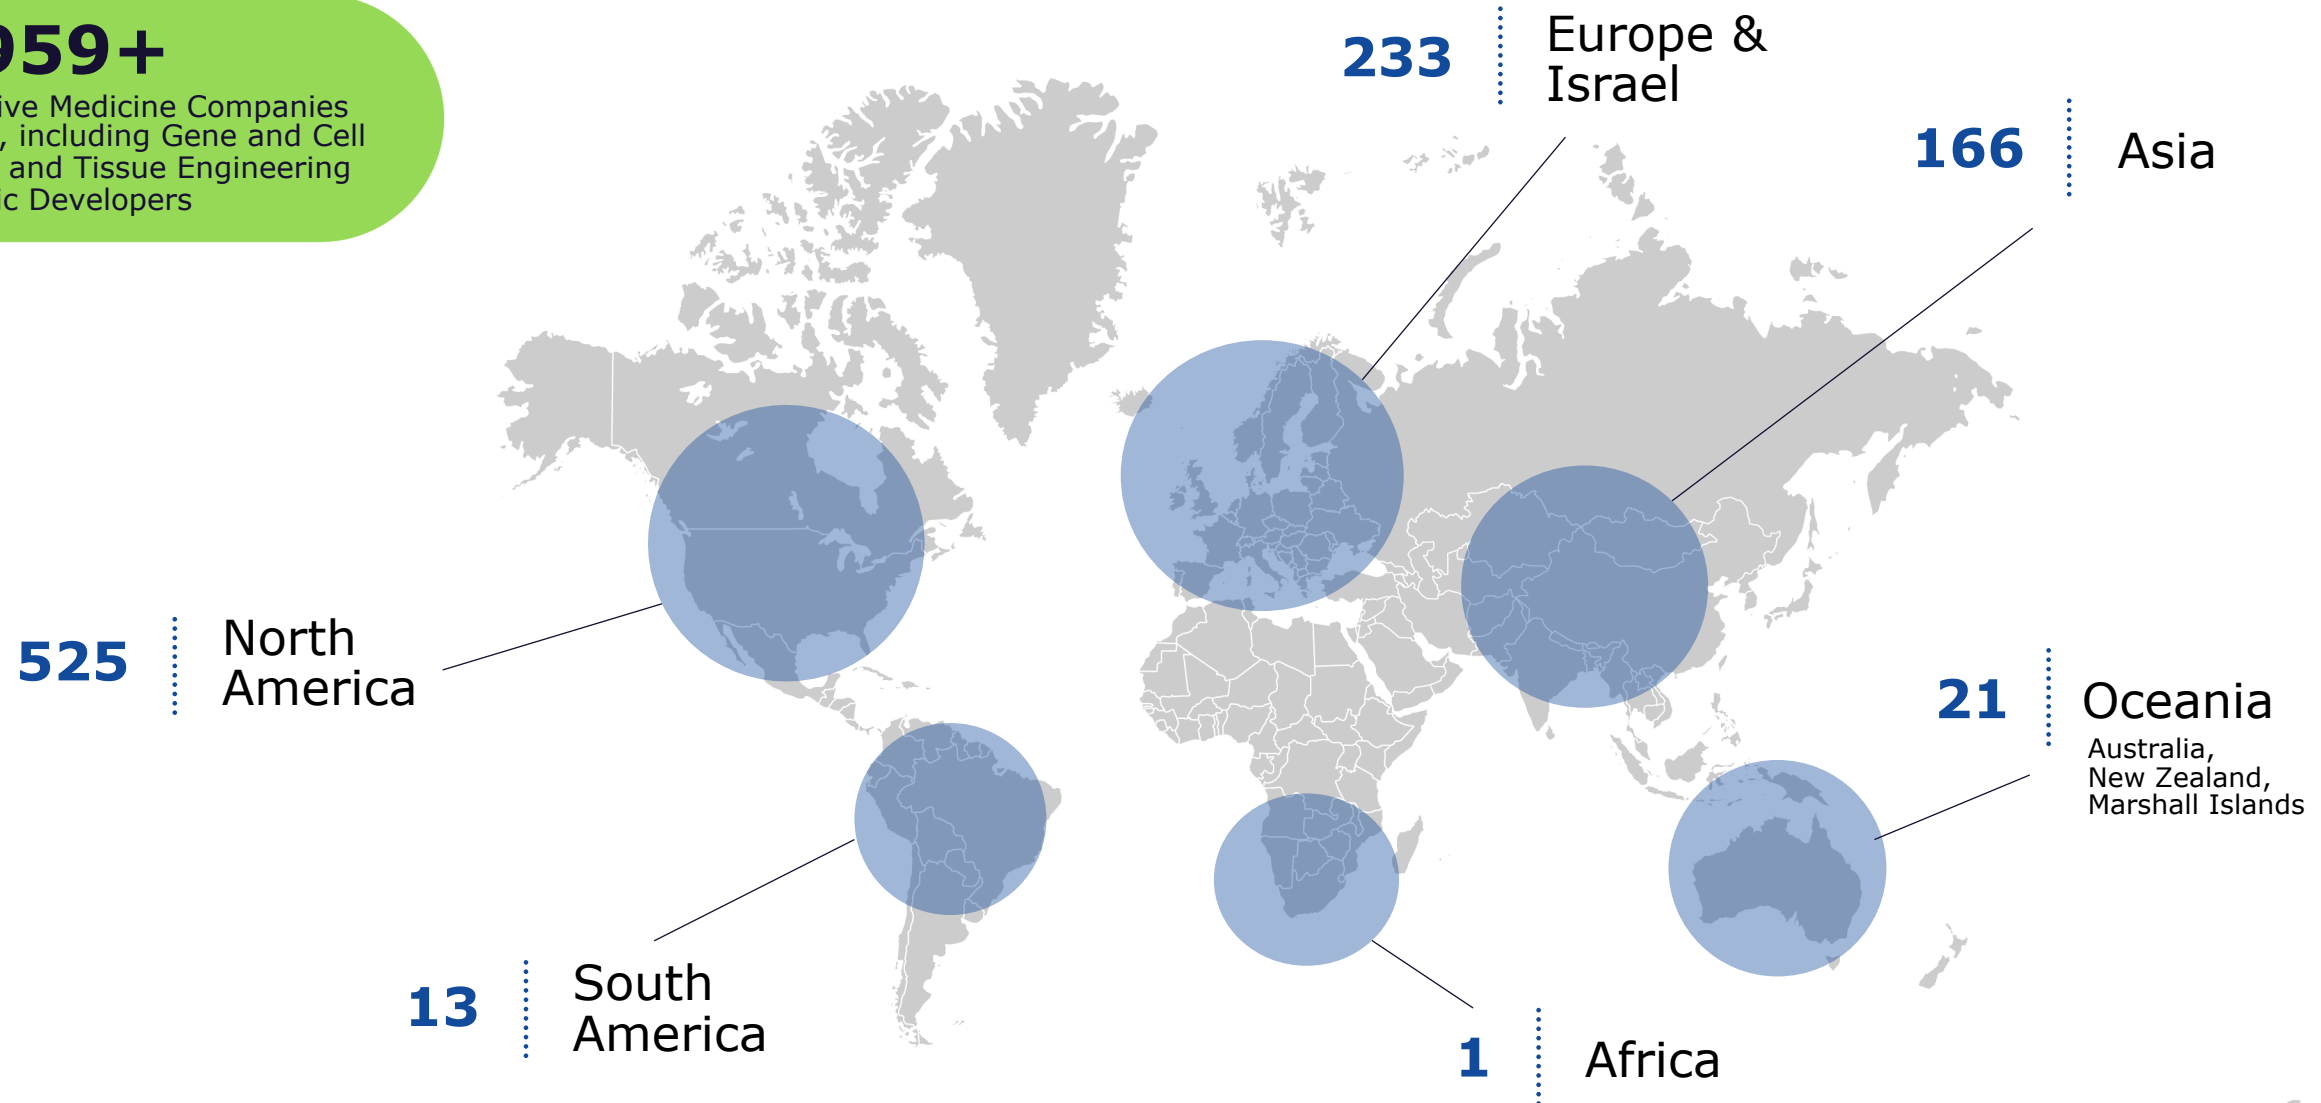 959+
ive Medicine Companies
, including Gene and Cell
and Tissue Engineering
ic Developers
233
Europe &
Israel
166
Asia
525
North
America
21
Oceania
Australia,
New Zealand,
Marshall Islands
13
South
America
1
Africa